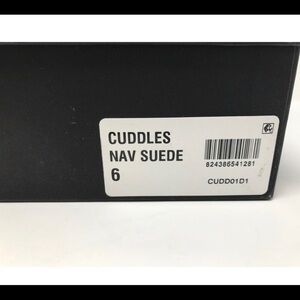 CUDDLES
NAV SUEDE
6
824386541281
CUDD01D1